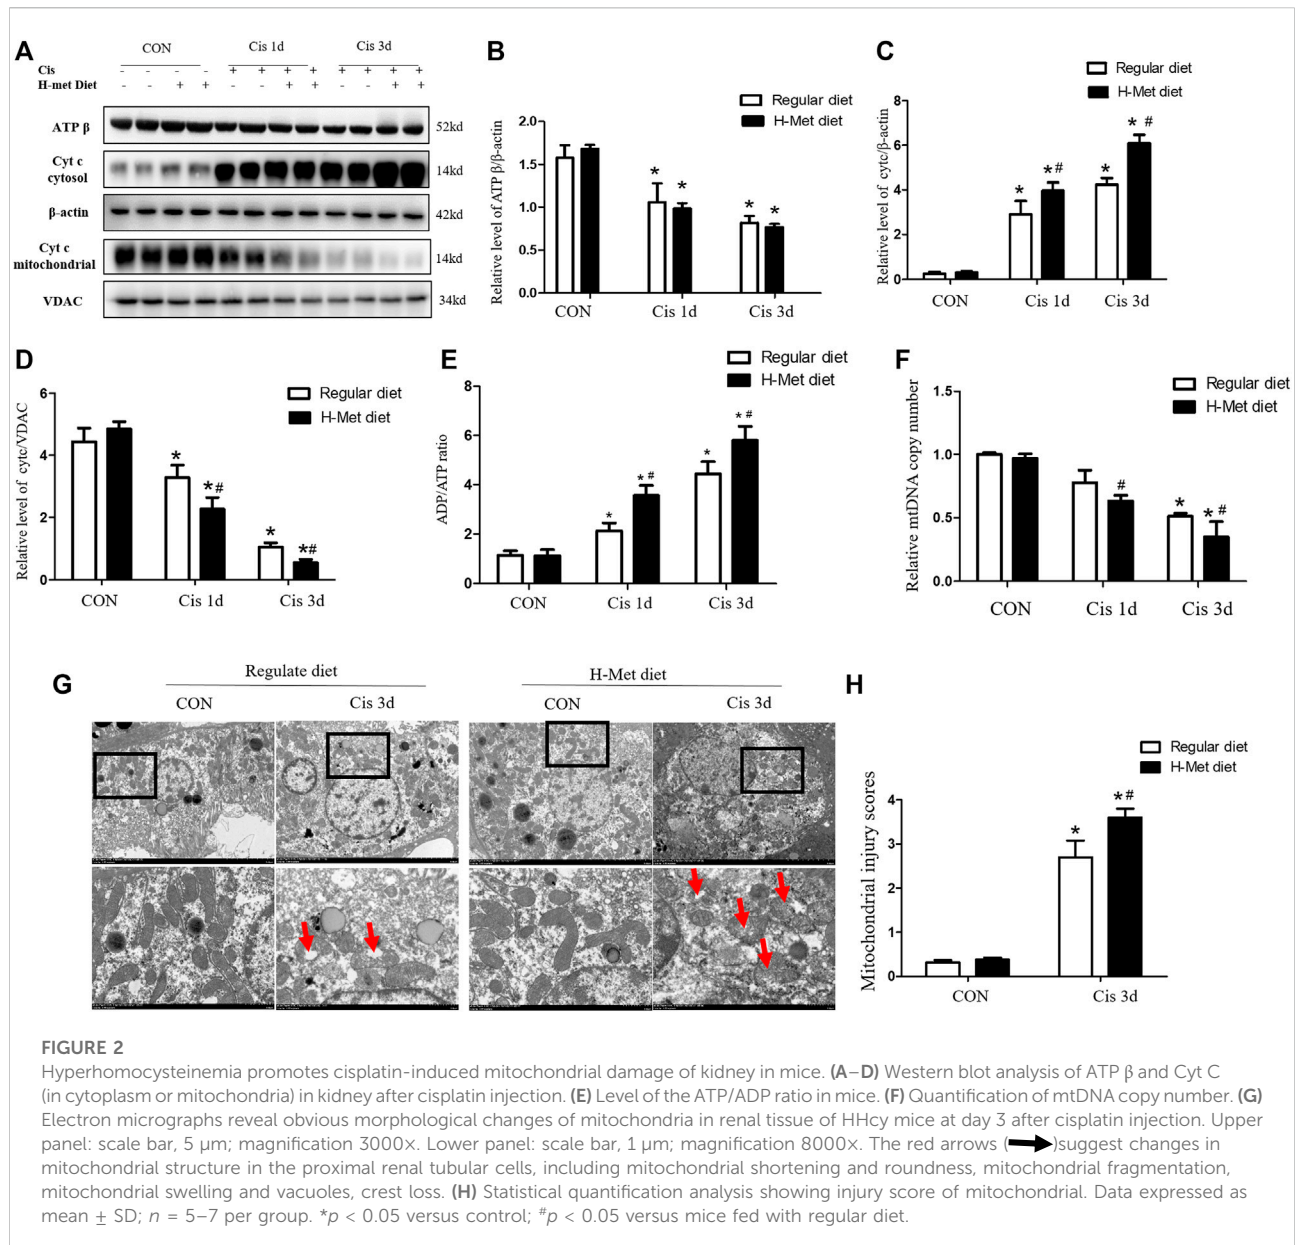 A
CON Cis 1d Cis 3d
Cis - - - - + + + + + + + +
H-met Diet - - + + - - + + - - + +
ATP β 52kd
Cyt c
cytosol 14kd
β-actin 42kd
Cyt c
mitochondrial 14kd
VDAC 34kd
B
Regular diet
H-Met diet
Relative level of ATP β/β-actin
2.0
1.5
1.0
0.5
0.0
* * * *
CON Cis 1d Cis 3d
C
Regular diet
H-Met diet
Relative level of cytc/β-actin
8
6
4
2
0
* *# * * #
CON Cis 1d Cis 3d
D
Regular diet
H-Met diet
Relative level of cytc/VDAC
6
4
2
0
* *# * *#
CON Cis 1d Cis 3d
E
Regular diet
H-Met diet
ADP/ATP ratio
8
6
4
2
0
* * # * * #
CON Cis 1d Cis 3d
F
Regular diet
H-Met diet
Relative mtDNA copy number
1.5
1.0
0.5
0.0
# * * #
CON Cis 1d Cis 3d
G
Regulate diet H-Met diet
CON Cis 3d CON Cis 3d
H
Regular diet
H-Met diet
Mitochondrial injury scores
4
3
2
1
0
* *#
CON Cis 3d
FIGURE 2
Hyperhomocysteinemia promotes cisplatin-induced mitochondrial damage of kidney in mice. (A–D) Western blot analysis of ATP β and Cyt C
(in cytoplasm or mitochondria) in kidney after cisplatin injection. (E) Level of the ATP/ADP ratio in mice. (F) Quantification of mtDNA copy number. (G)
Electron micrographs reveal obvious morphological changes of mitochondria in renal tissue of HHcy mice at day 3 after cisplatin injection. Upper
panel: scale bar, 5 µm; magnification 3000×. Lower panel: scale bar, 1 µm; magnification 8000×. The red arrows ( )suggest changes in
mitochondrial structure in the proximal renal tubular cells, including mitochondrial shortening and roundness, mitochondrial fragmentation,
mitochondrial swelling and vacuoles, crest loss. (H) Statistical quantification analysis showing injury score of mitochondrial. Data expressed as
mean ± SD; n = 5–7 per group. *p < 0.05 versus control; #p < 0.05 versus mice fed with regular diet.